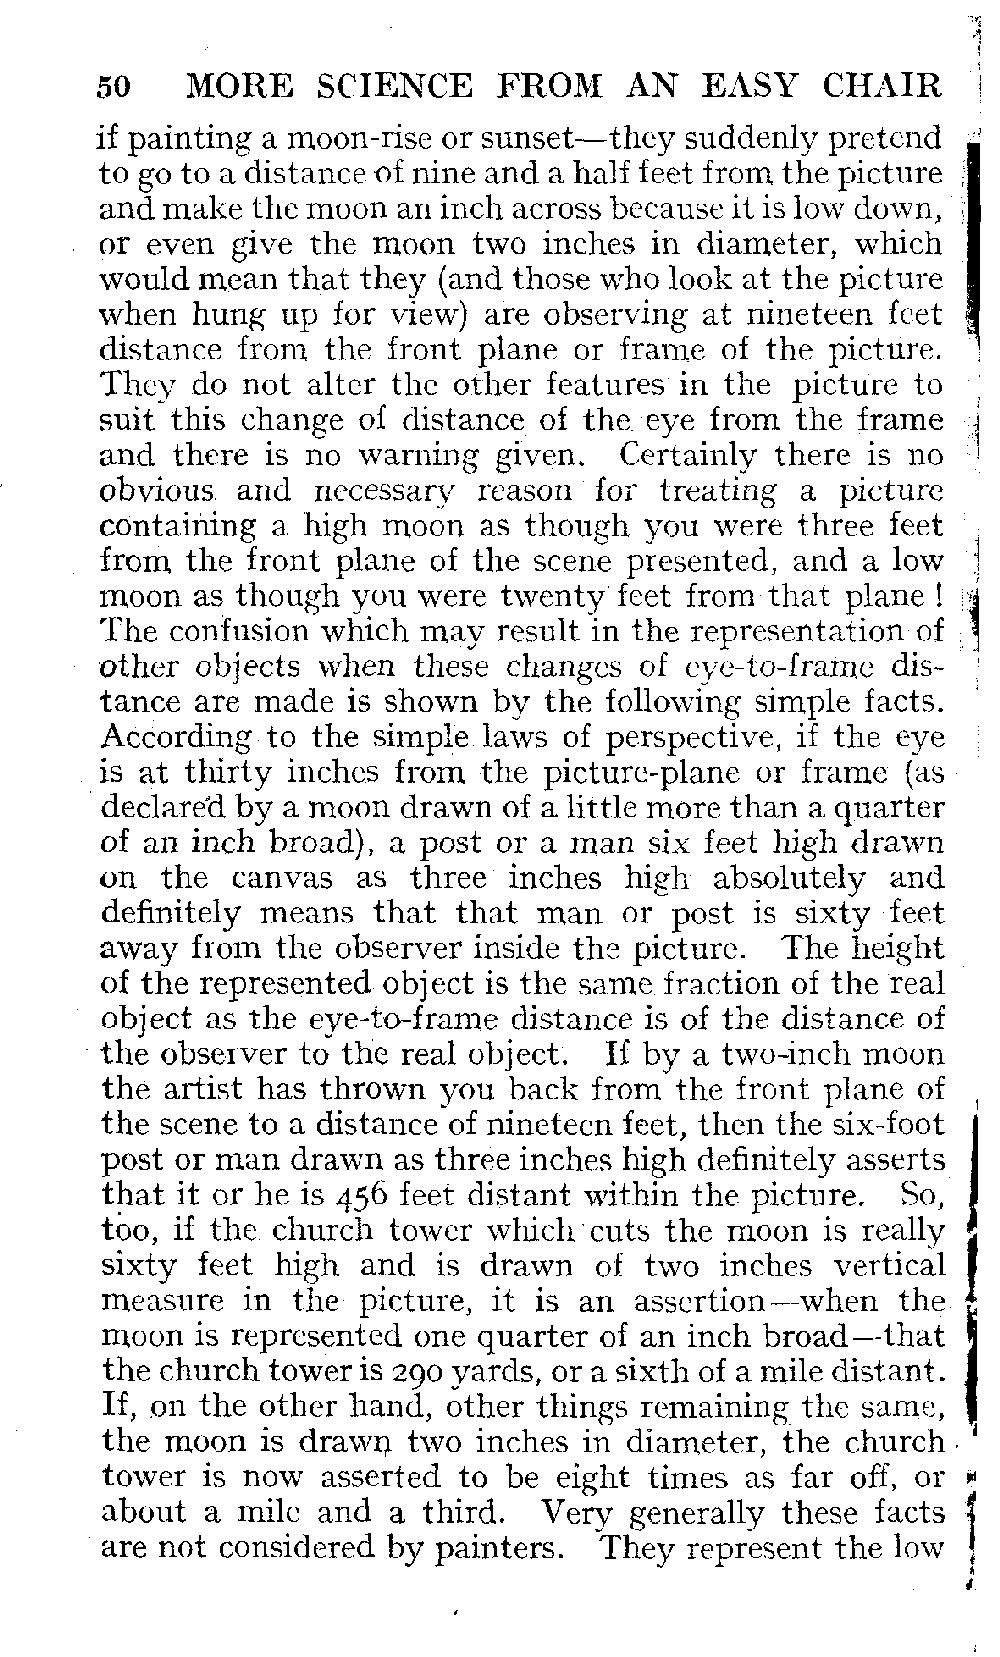 50 MORE SCIENCE FROM AN EASY CHAIR
if painting a moon-rise or sunset—they suddenly pretend
to go to a distance of nine and a half feet from the picture
and make the moon an inch across because it is low down,
or even give the moon two inches in diameter, which
would mean that they (and those who look at the picture
when hung up for view) are observing at nineteen feet
distance from the front plane or frame of the picture.
They do not alter the other features in the picture to
suit this change of distance of the eye from the frame
and there is no warning given. Certainly there is no
obvious and necessary reason for treating a picture
containing a high moon as though you were three feet
from the front plane of the scene presented, and a low
moon as though you were twenty feet from that plane !
The confusion which may result in the representation of
other objects when these changes of eye-to-frame dis-
tance are made is shown by the following simple facts.
According to the simple laws of perspective, if the eye
is at thirty inches from the picture-plane or frame (as
declared by a moon drawn of a little more than a quarter
of an inch broad), a post or a man six feet high drawn
on the canvas as three inches high absolutely and
definitely means that that man or post is sixty feet
away from the observer inside the picture. The height
of the represented object is the same fraction of the real
object as the eye-to-frame distance is of the distance of
the observer to the real object. If by a two-inch moon
the artist has thrown you back from the front plane of
the scene to a distance of nineteen feet, then the six-foot
post or man drawn as three inches high definitely asserts
that it or he is 456 feet distant within the picture. So,
too, if the church tower which cuts the moon is really
sixty feet high and is drawn of two inches vertical
measure in the picture, it is an assertion—when the
moon is represented one quarter of an inch broad—that
the church tower is 290 yards, or a sixth of a mile distant.
If, on the other hand, other things remaining the same,
the moon is drawn two inches in diameter, the church
tower is now asserted to be eight times as far off, or
about a mile and a third. Very generally these facts
are not considered by painters. They represent the low